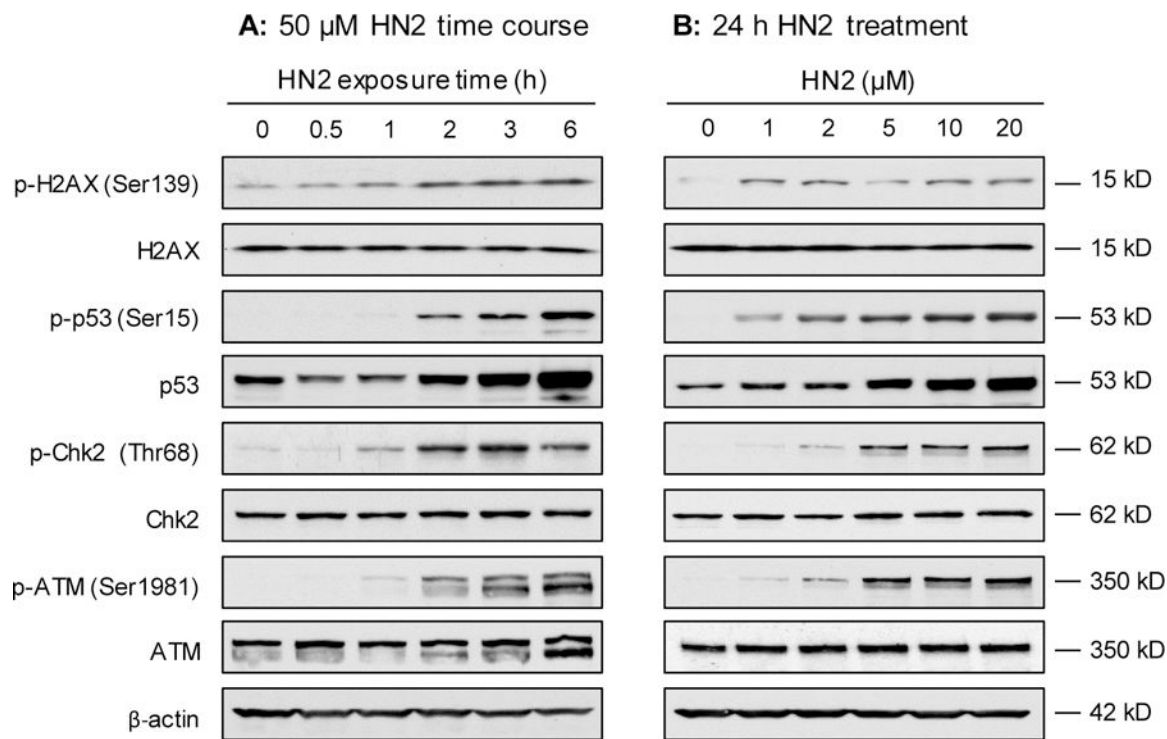 A: 50 µM HN2 time course
B: 24 h HN2 treatment
HN2 exposure time (h)
HN2 (µM)
0 0.5 1 2 3 6
0 1 2 5 10 20
p-H2AX (Ser139)
15 kD
H2AX
15 kD
p-p53 (Ser15)
53 kD
p53
53 kD
p-Chk2 (Thr68)
62 kD
Chk2
62 kD
p-ATM (Ser1981)
350 kD
ATM
350 kD
β-actin
42 kD